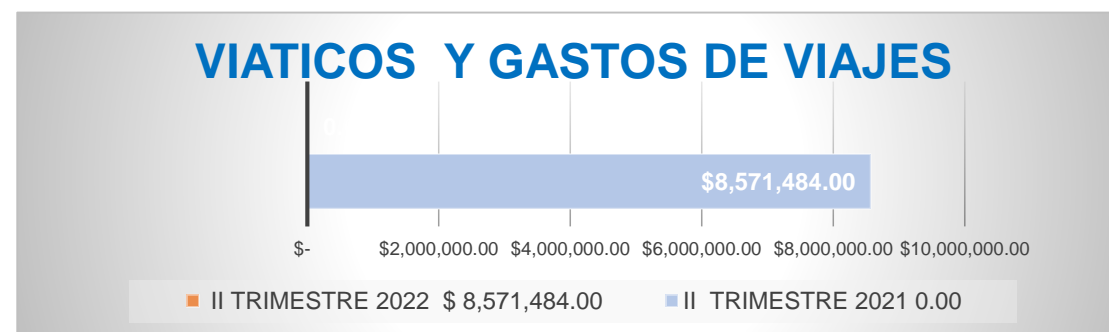 VIATICOS Y GASTOS DE VIAJES
0
$8,571,484.00
$- $2,000,000.00 $4,000,000.00 $6,000,000.00 $8,000,000.00 $10,000,000.00
II TRIMESTRE 2022 $ 8,571,484.00 II TRIMESTRE 2021 0.00